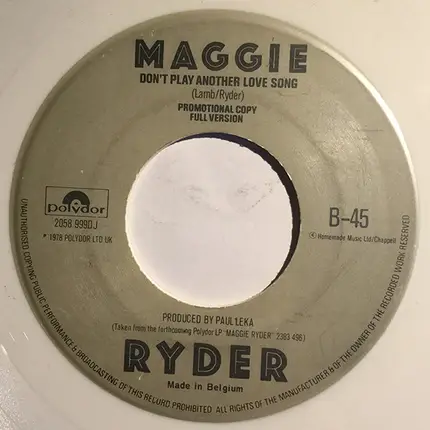 MAGGIE
DON'T PLAY ANOTHER LOVE SONG
(Lamb/Ryder)
PROMOTIONAL COPY
FULL VERSION
polydor
2058 999DJ
* 1978 POLYDOR LTD UK
B-45
℗ Homemade Music Ltd/Chappell
PRODUCED BY PAUL LEKA
(Taken from the forthcoming Polydor LP "MAGGIE RYDER" 2383 496)
RYDER
Made in Belgium
UNAUTHORISED COPYING PUBLIC PERFORMANCE & BROADCASTING OF THIS RECORD PROHIBITED. ALL RIGHTS OF THE MANUFACTURER & OF THE OWNER OF THE RECORDED WORK RESERVED